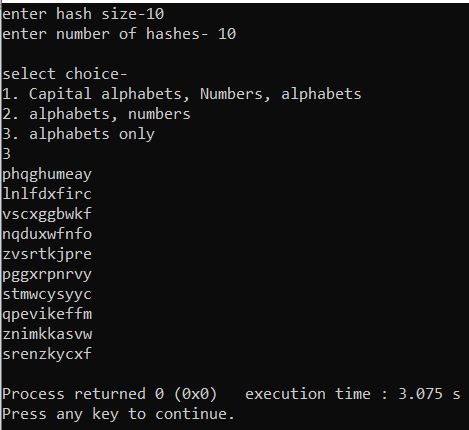 enter hash size-10
enter number of hashes- 10
select choice-
1. Capital alphabets, Numbers, alphabets
2. alphabets, numbers
3. alphabets only
3
phqghumeay
lnlfdxfirc
vscxggbwkf
nqduxwfnfo
zvsrtkjpre
pggxrpnrvy
stmwcysyyc
qpevikeffm
znimkkasvw
srenzkycxf
Process returned 0 (0x0)   execution time : 3.075 s
Press any key to continue.